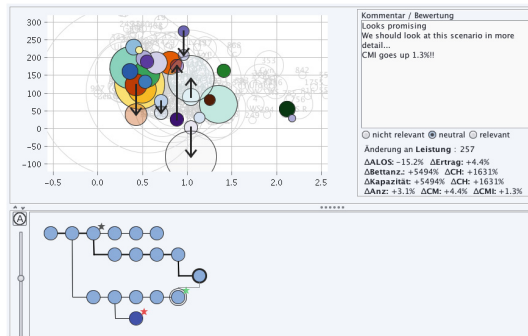 300
250
200
150
100
50
0
-50
-100
-0.5 0.0 0.5 1.0 1.5 2.0 2.5
Kommentar / Bewertung
Looks promising
We should look at this scenario in more
detail...
CMI goes up 1.3%!!
nicht relevant neutral relevant
Änderung an Leistung : 257
ΔALOS: -15.2% ΔErtrag: +4.4%
ΔBettanz.: +5494% ΔCH: +1631%
ΔKapazität: +5494% ΔCH: +1631%
ΔAnz: +3.1% ΔCM: +4.4% ΔCMI: +1.3%
A